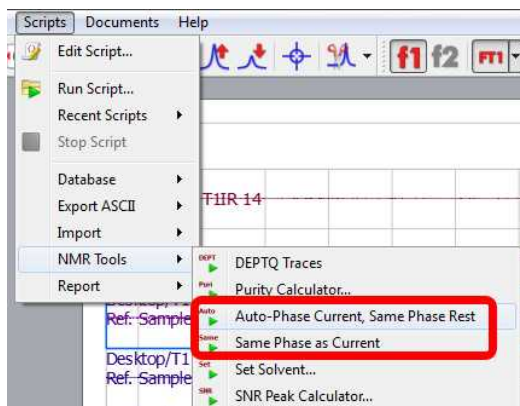 Scripts Documents Help
Edit Script...
f1 f2 FT1
Run Script...
Recent Scripts
Stop Script
Database
T1IR 14
Export ASCII
Import
NMR Tools
DEPT DEPTQ Traces
Report
Puri Purity Calculator...
Ref. Sample
Auto Auto-Phase Current, Same Phase Rest
Same Same Phase as Current
Desktop/T1
Set Set Solvent...
Ref. Sample
SNR SNR Peak Calculator...